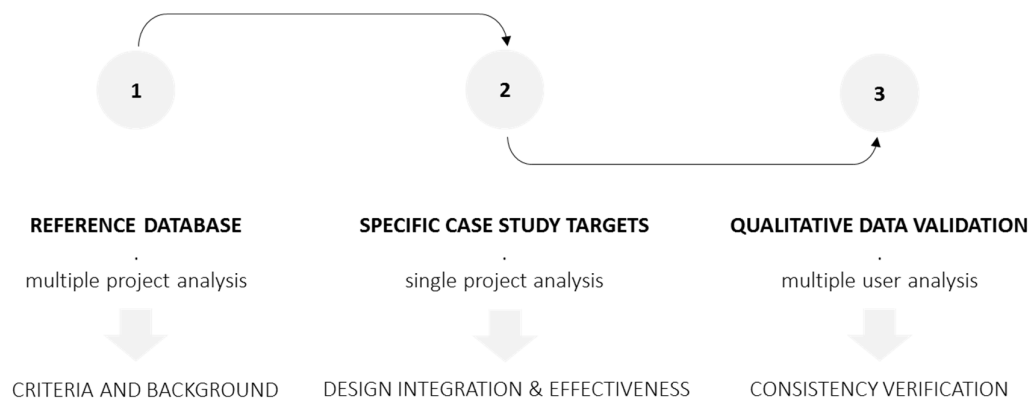 1
2
3
REFERENCE DATABASE
.
multiple project analysis
CRITERIA AND BACKGROUND
SPECIFIC CASE STUDY TARGETS
.
single project analysis
DESIGN INTEGRATION & EFFECTIVENESS
QUALITATIVE DATA VALIDATION
.
multiple user analysis
CONSISTENCY VERIFICATION